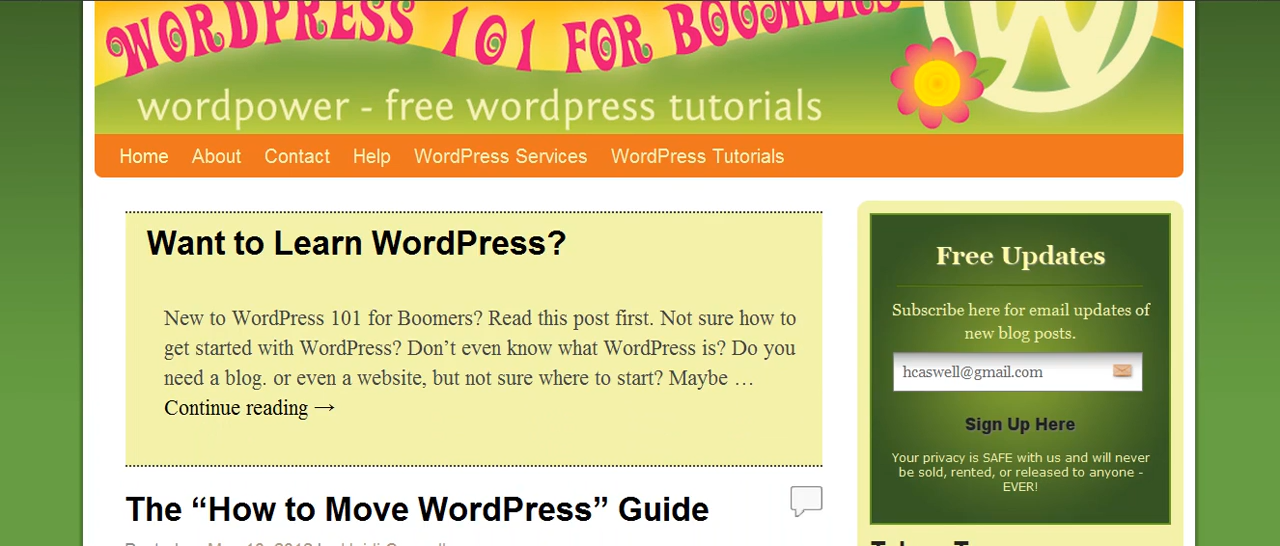 WORDPRESS 101 FOR BOOMERS
wordpower - free wordpress tutorials
Home About Contact Help WordPress Services WordPress Tutorials
Want to Learn WordPress?
New to WordPress 101 for Boomers? Read this post first. Not sure how to
get started with WordPress? Don’t even know what WordPress is? Do you
need a blog. or even a website, but not sure where to start? Maybe …
Continue reading →
The “How to Move WordPress” Guide
Free Updates
Subscribe here for email updates of
new blog posts.
hcaswell@gmail.com
Sign Up Here
Your privacy is SAFE with us and will never
be sold, rented, or released to anyone -
EVER!